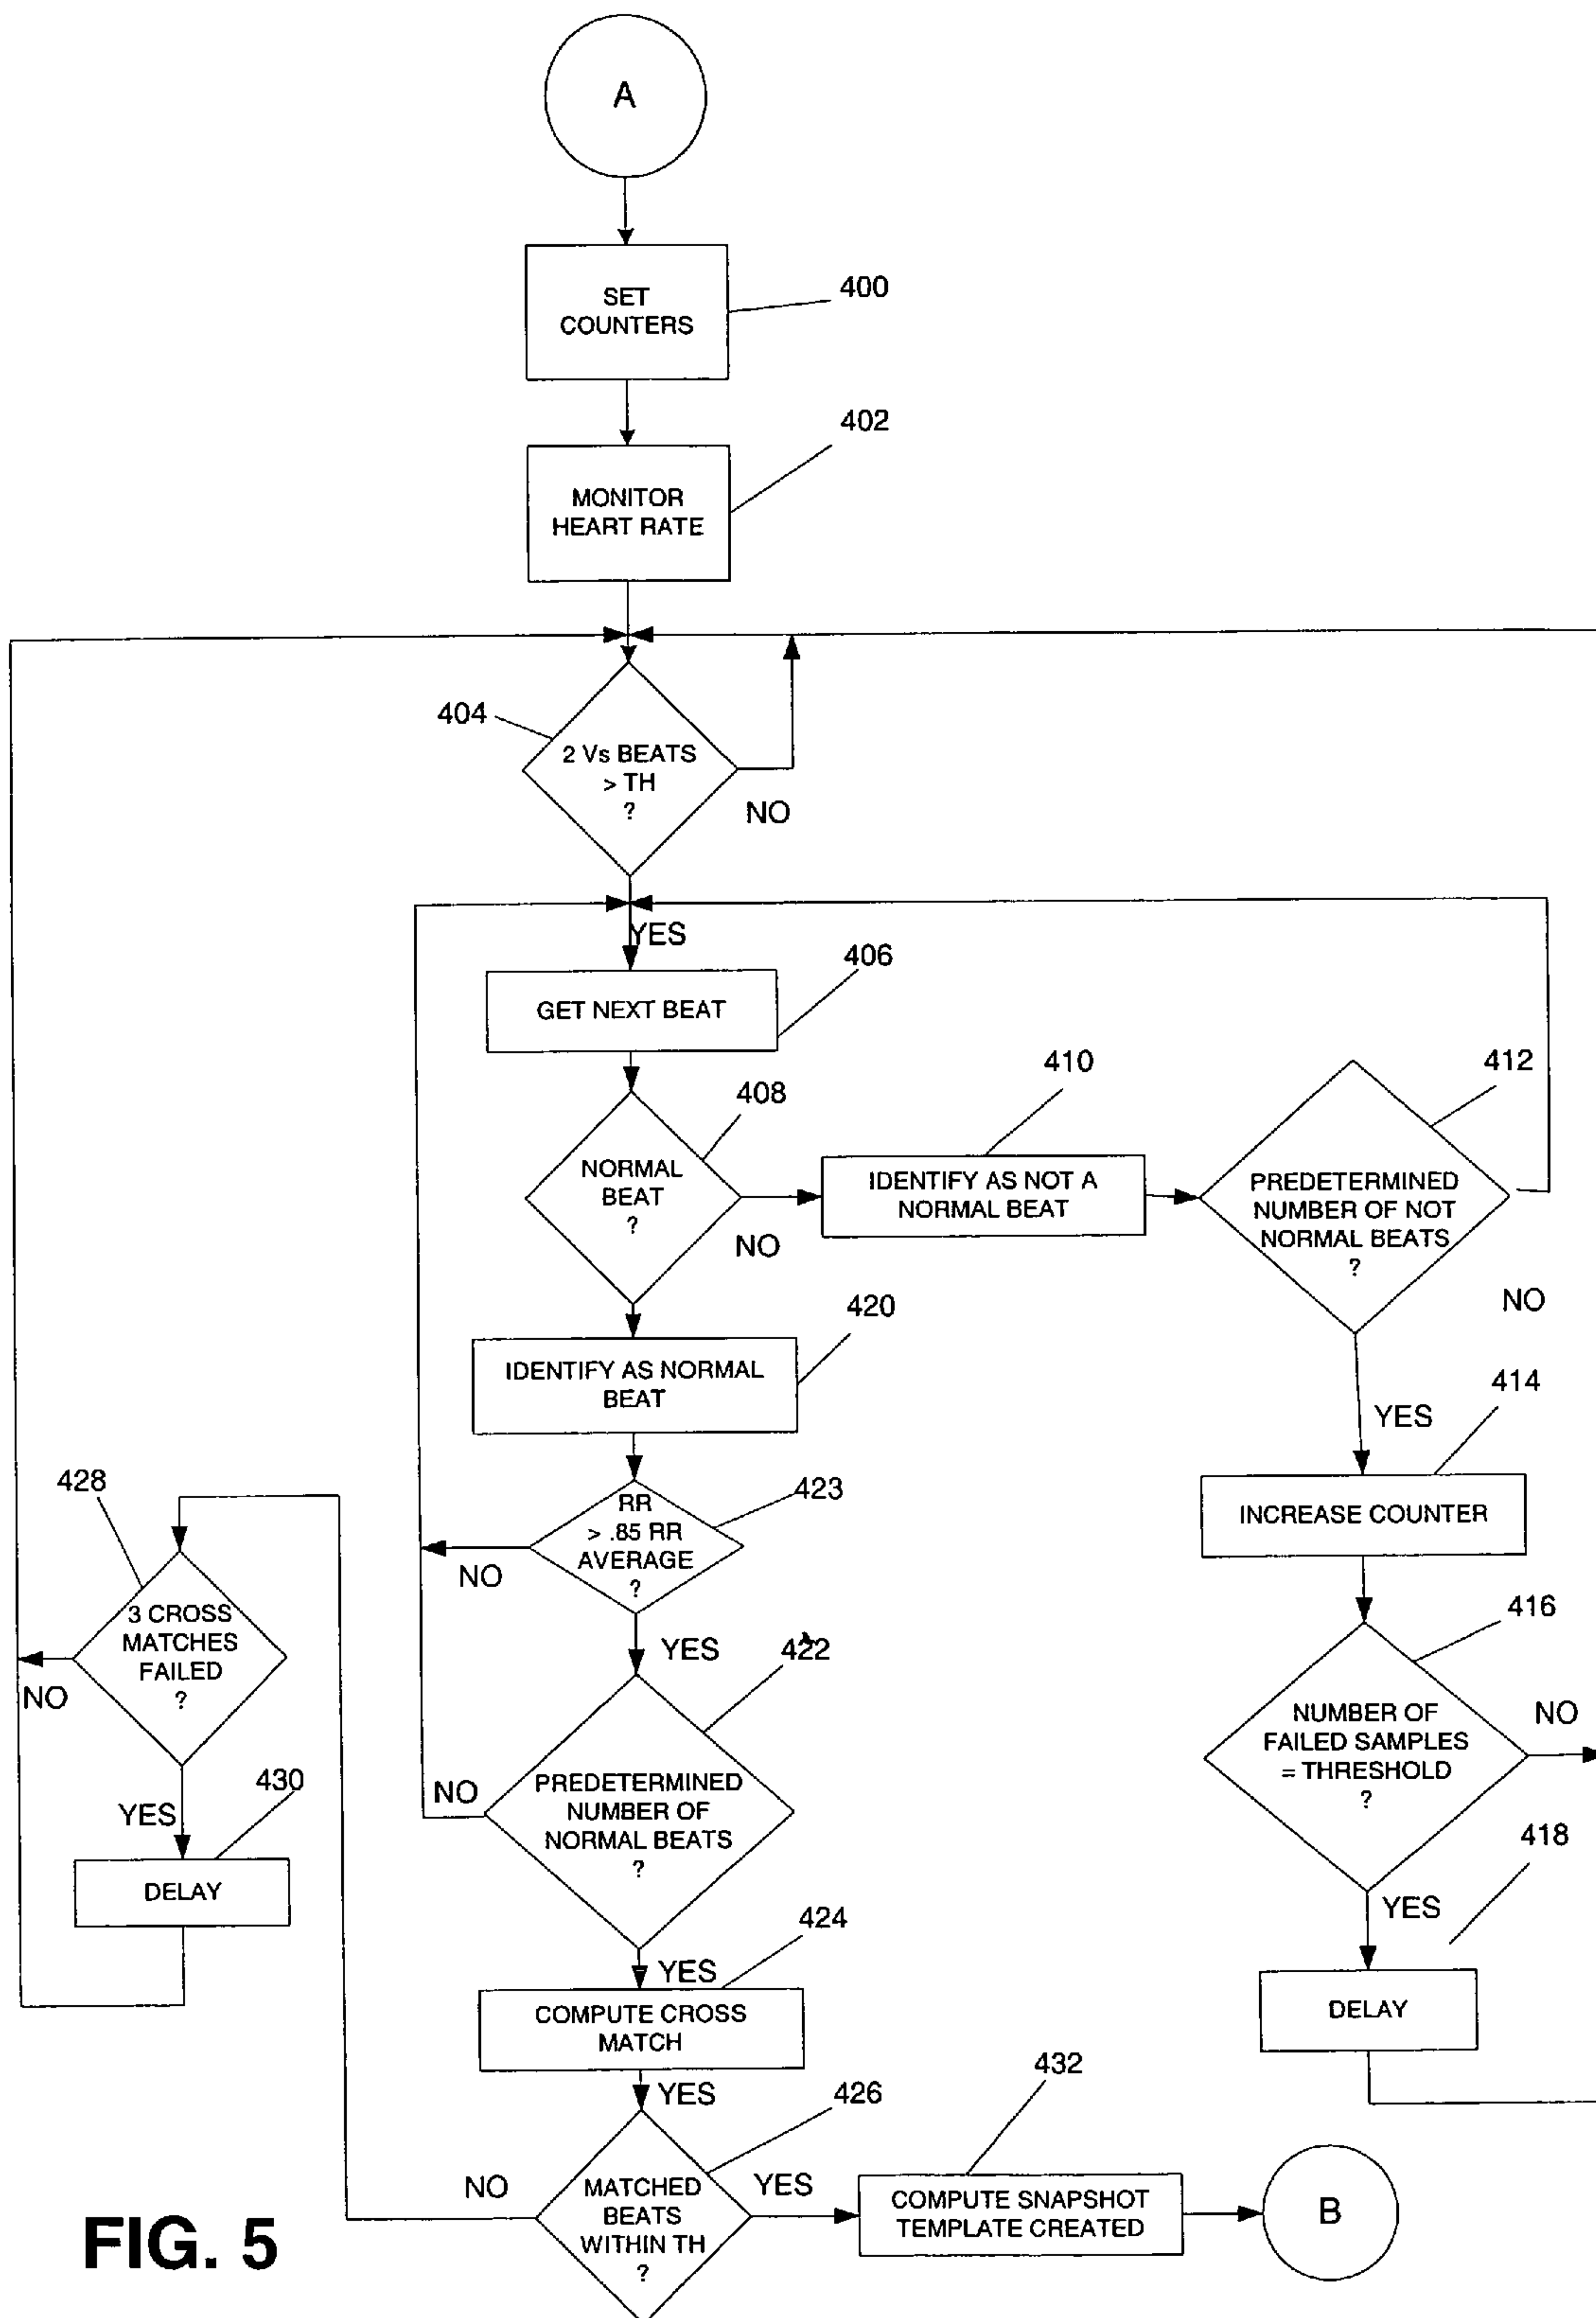 A
SET
COUNTERS
400
MONITOR
HEART RATE
402
404
2 Vs BEATS
> TH
?
NO
YES
GET NEXT BEAT
406
NORMAL
BEAT
?
408
NO
IDENTIFY AS NOT A
NORMAL BEAT
410
PREDETERMINED
NUMBER OF NOT
NORMAL BEATS
?
412
NO
YES
IDENTIFY AS NORMAL
BEAT
420
INCREASE COUNTER
414
RR
> .85 RR
AVERAGE
?
423
NO
YES
428
3 CROSS
MATCHES
FAILED
?
NO
YES
430
DELAY
PREDETERMINED
NUMBER OF
NORMAL BEATS
?
422
NO
YES
NUMBER OF
FAILED SAMPLES
= THRESHOLD
?
416
NO
YES
418
DELAY
COMPUTE CROSS
MATCH
424
YES
MATCHED
BEATS
WITHIN TH
?
426
NO
YES
COMPUTE SNAPSHOT
TEMPLATE CREATED
432
B
FIG. 5